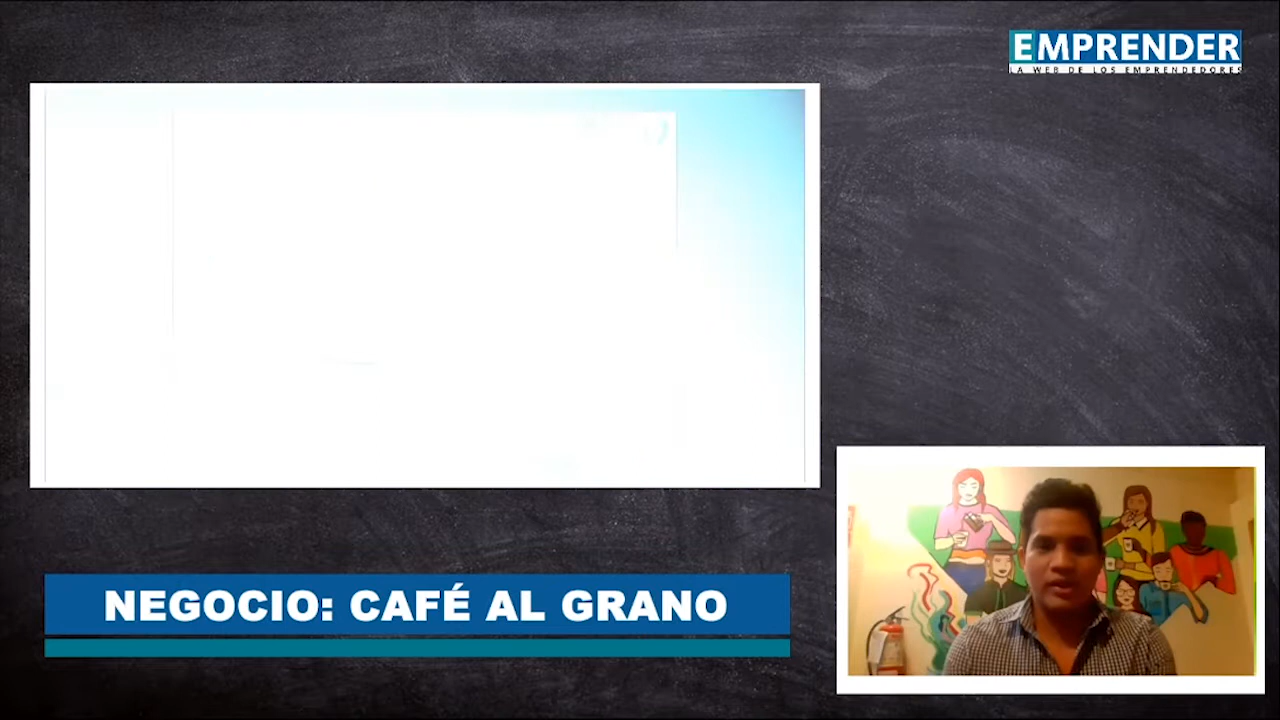 EMPRENDER
LA WEB DE LOS EMPRENDEDORES
NEGOCIO: CAFÉ AL GRANO